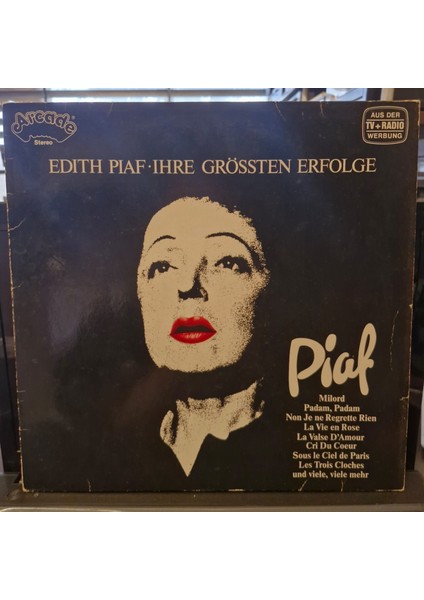 Arcade
Stereo
AUS DER
TV+RADIO
WERBUNG
EDITH PIAF · IHRE GRÖSSTEN ERFOLGE
Piaf
Milord
Padam, Padam
Non Je ne Regrette Rien
La Vie en Rose
La Valse D'Amour
Cri Du Coeur
Sous le Ciel de Paris
Les Trois Cloches
und viele, viele mehr